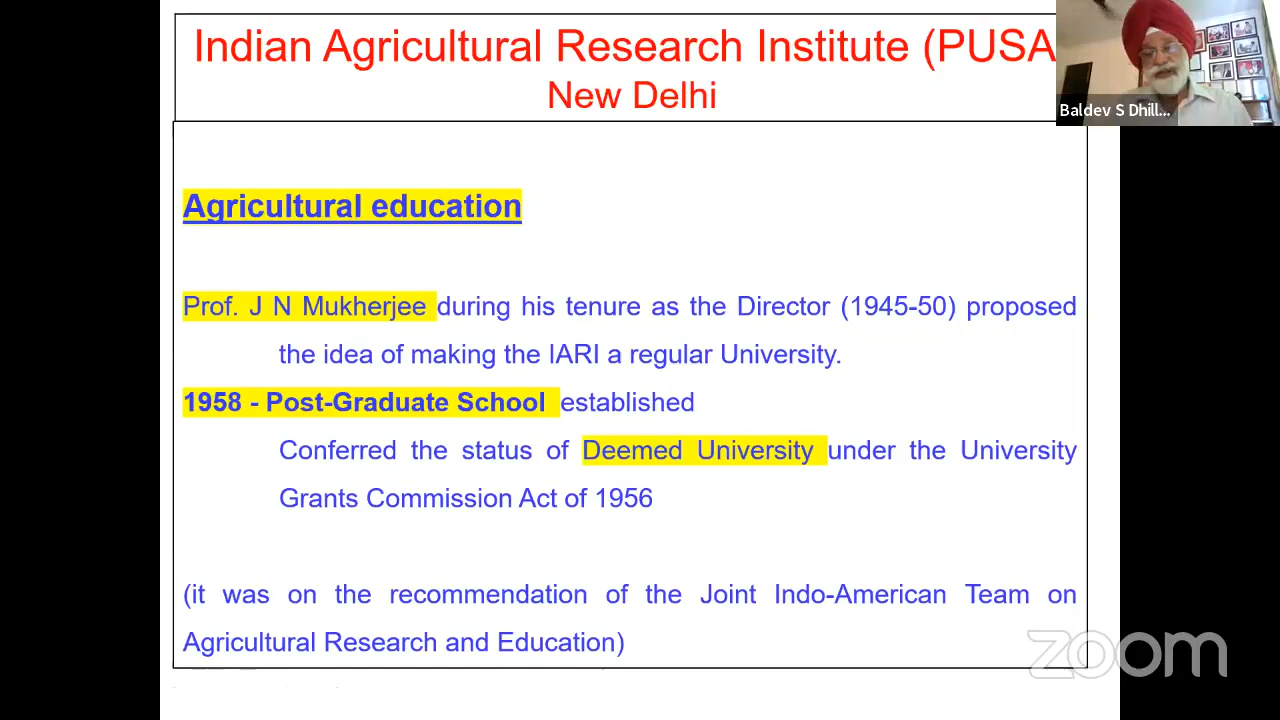 Indian Agricultural Research Institute (PUSA
New Delhi
Baldev S Dhill...
Agricultural education
Prof. J N Mukherjee during his tenure as the Director (1945-50) proposed
the idea of making the IARI a regular University.
1958 - Post-Graduate School established
Conferred the status of Deemed University under the University
Grants Commission Act of 1956
(it was on the recommendation of the Joint Indo-American Team on
Agricultural Research and Education)
zoom